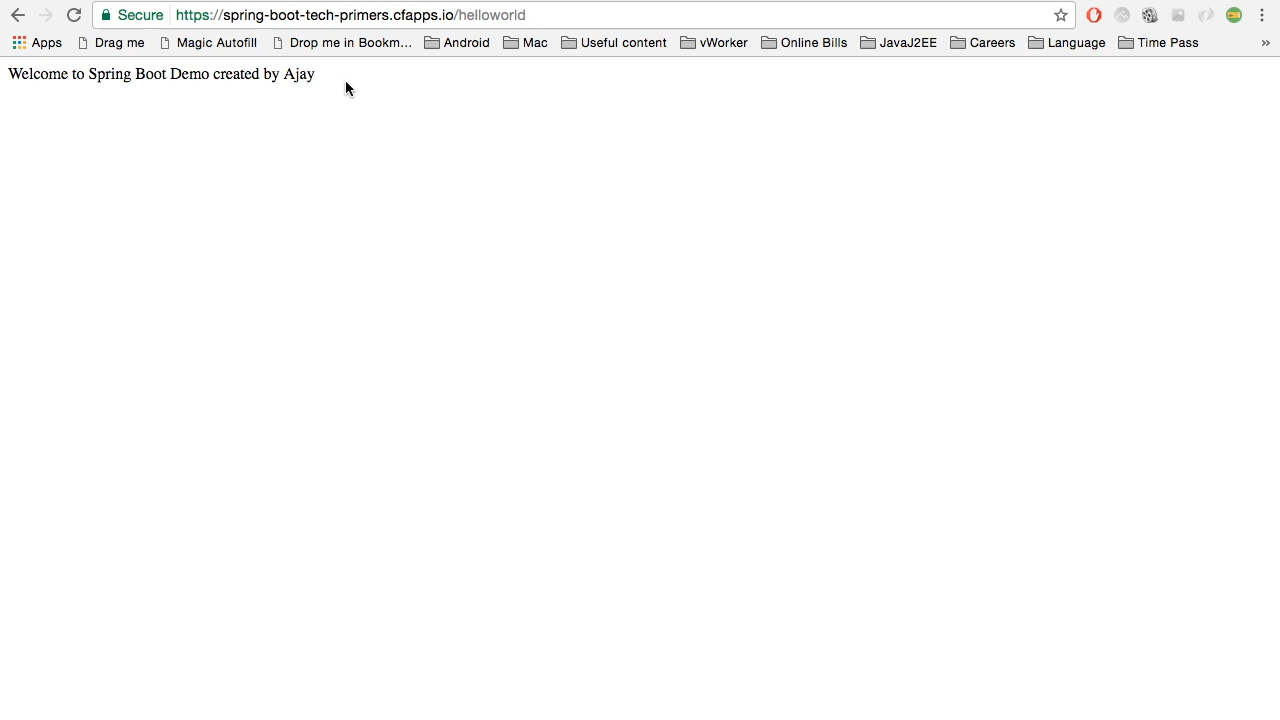 Secure https://spring-boot-tech-primers.cfapps.io/helloworld
Apps Drag me Magic Autofill Drop me in Bookm... Android Mac Useful content vWorker Online Bills JavaJ2EE Careers Language Time Pass »
Welcome to Spring Boot Demo created by Ajay